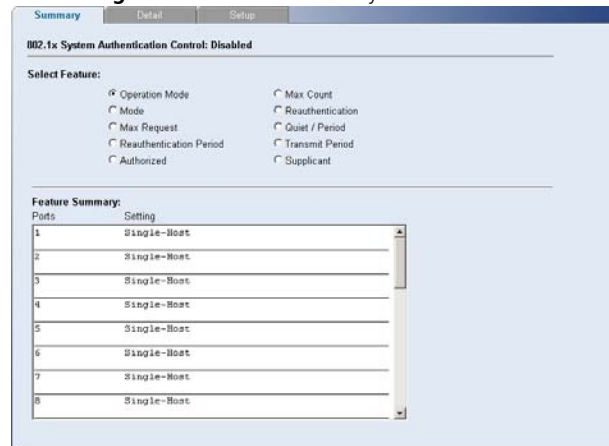 Summary Detail Setup
802.1x System Authentication Control: Disabled
Select Feature:
Operation Mode Max Count
Mode Reauthentication
Max Request Quiet / Period
Reauthentication Period Transmit Period
Authorized Supplicant
Feature Summary:
Ports Setting
1 Single-Host
2 Single-Host
3 Single-Host
4 Single-Host
5 Single-Host
6 Single-Host
7 Single-Host
8 Single-Host